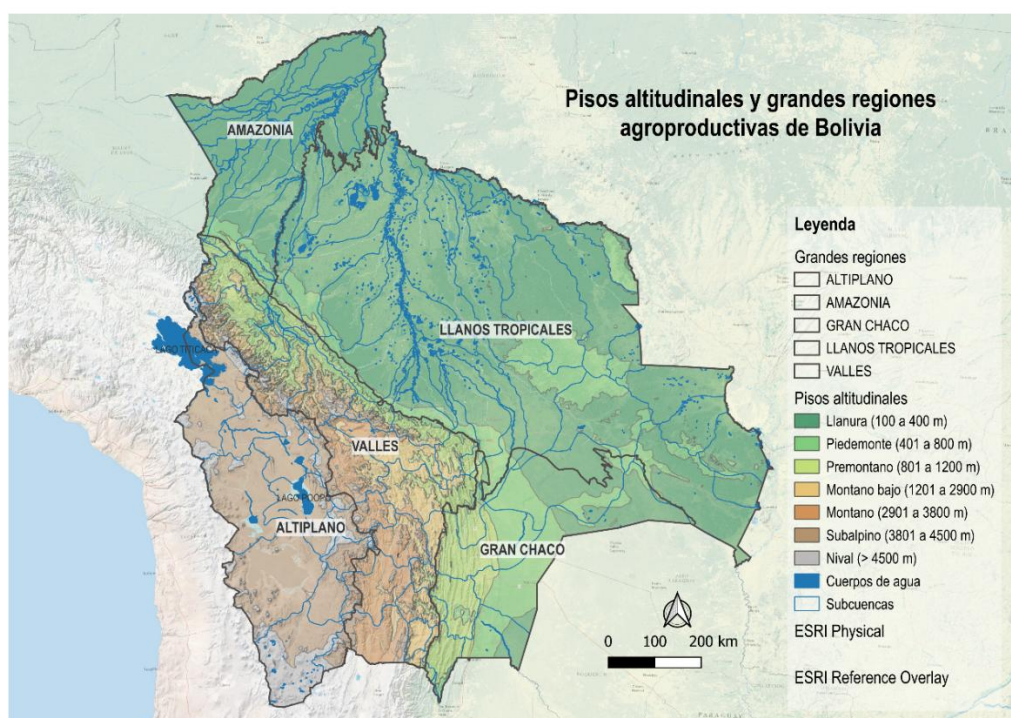 Pisos altitudinales y grandes regiones
agroproductivas de Bolivia
AMAZONIA
LLANOS TROPICALES
LAGO TITICACA
VALLES
LAGO POOPO
ALTIPLANO
GRAN CHACO
Leyenda
Grandes regiones
ALTIPLANO
AMAZONIA
GRAN CHACO
LLANOS TROPICALES
VALLES
Pisos altitudinales
Llanura (100 a 400 m)
Piedemonte (401 a 800 m)
Premontano (801 a 1200 m)
Montano bajo (1201 a 2900 m)
Montano (2901 a 3800 m)
Subalpino (3801 a 4500 m)
Nival (> 4500 m)
Cuerpos de agua
Subcuencas
ESRI Physical
ESRI Reference Overlay
0 100 200 km